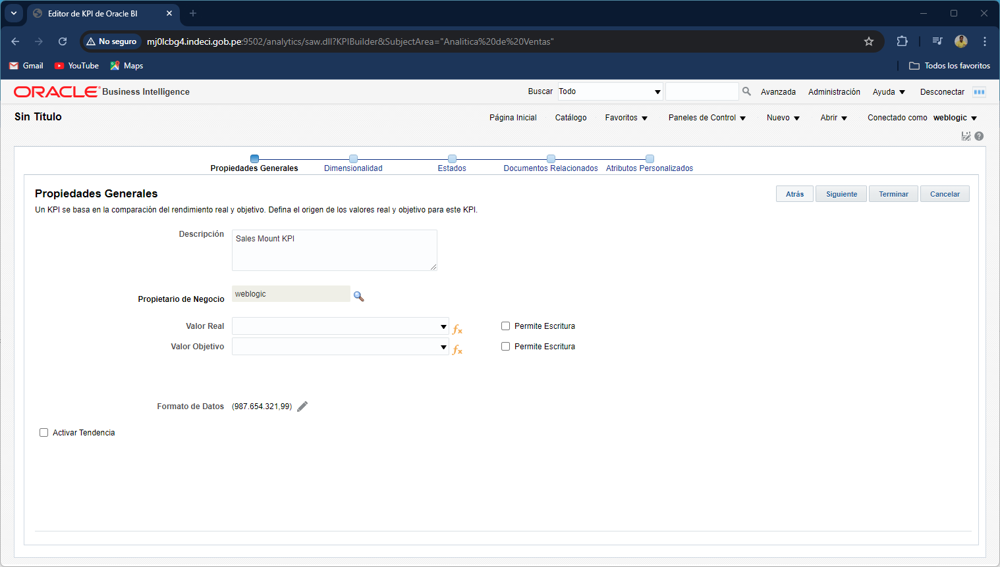 Editor de KPI de Oracle BI
No seguro mj0lcbg4.indeci.gob.pe:9502/analytics/saw.dll?KPIBuilder&SubjectArea="Analitica%20de%20Ventas"
Gmail YouTube Maps Todos los favoritos
ORACLE Business Intelligence Buscar Todo Avanzada Administración Ayuda Desconectar
Sin Título Página Inicial Catálogo Favoritos Paneles de Control Nuevo Abrir Conectado como weblogic
Propiedades Generales Dimensionalidad Estados Documentos Relacionados Atributos Personalizados
Propiedades Generales Atrás Siguiente Terminar Cancelar
Un KPI se basa en la comparación del rendimiento real y objetivo. Defina el origen de los valores real y objetivo para este KPI.
Descripción Sales Mount KPI
Propietario de Negocio weblogic
Valor Real fx Permite Escritura
Valor Objetivo fx Permite Escritura
Formato de Datos (987.654.321,99)
Activar Tendencia